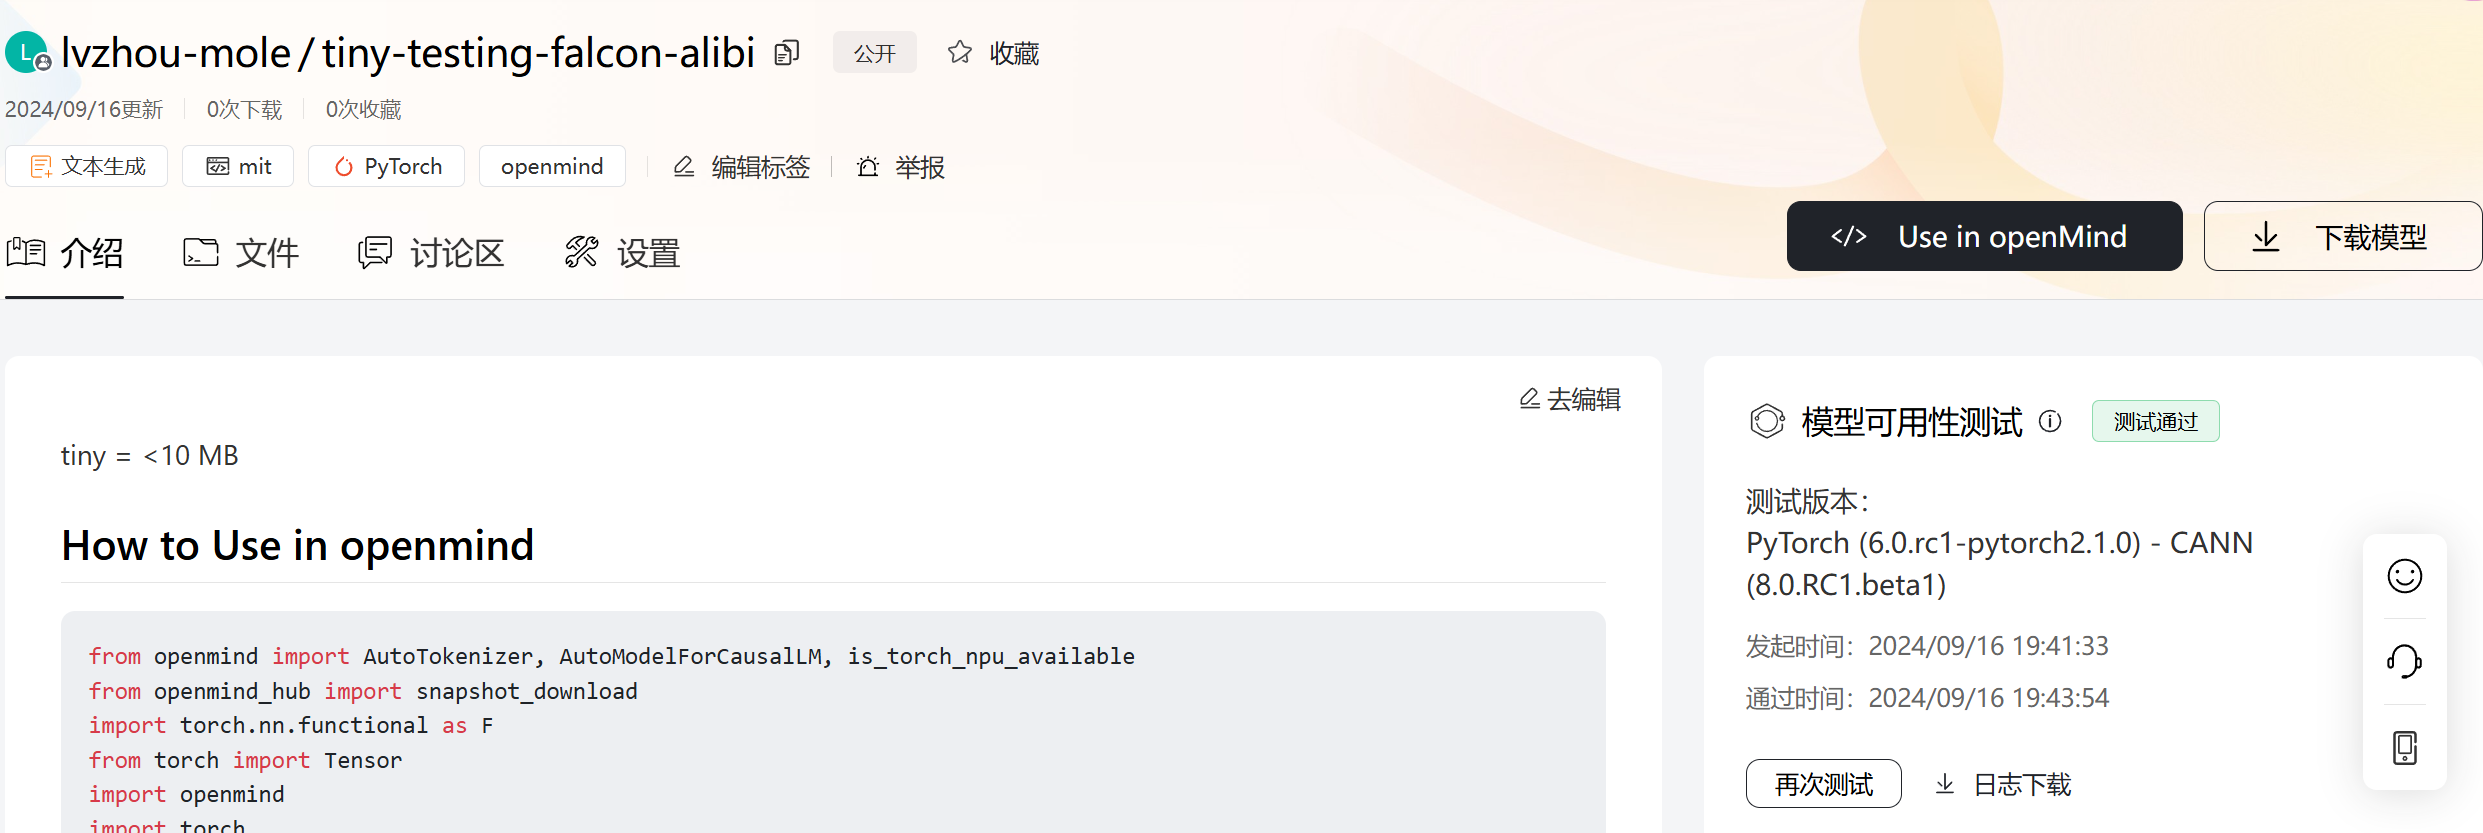 L lvzhou-mole / tiny-testing-falcon-alibi 公开 收藏
2024/09/16更新 0次下载 0次收藏
文本生成 mit PyTorch openmind 编辑标签 举报
介绍 文件 讨论区 设置 </> Use in openMind 下载模型
去编辑
tiny = <10 MB
How to Use in openmind
from openmind import AutoTokenizer, AutoModelForCausalLM, is_torch_npu_available
from openmind_hub import snapshot_download
import torch.nn.functional as F
from torch import Tensor
import openmind
import torch
模型可用性测试 测试通过
测试版本：
PyTorch (6.0.rc1-pytorch2.1.0) - CANN
(8.0.RC1.beta1)
发起时间：2024/09/16 19:41:33
通过时间：2024/09/16 19:43:54
再次测试 日志下载